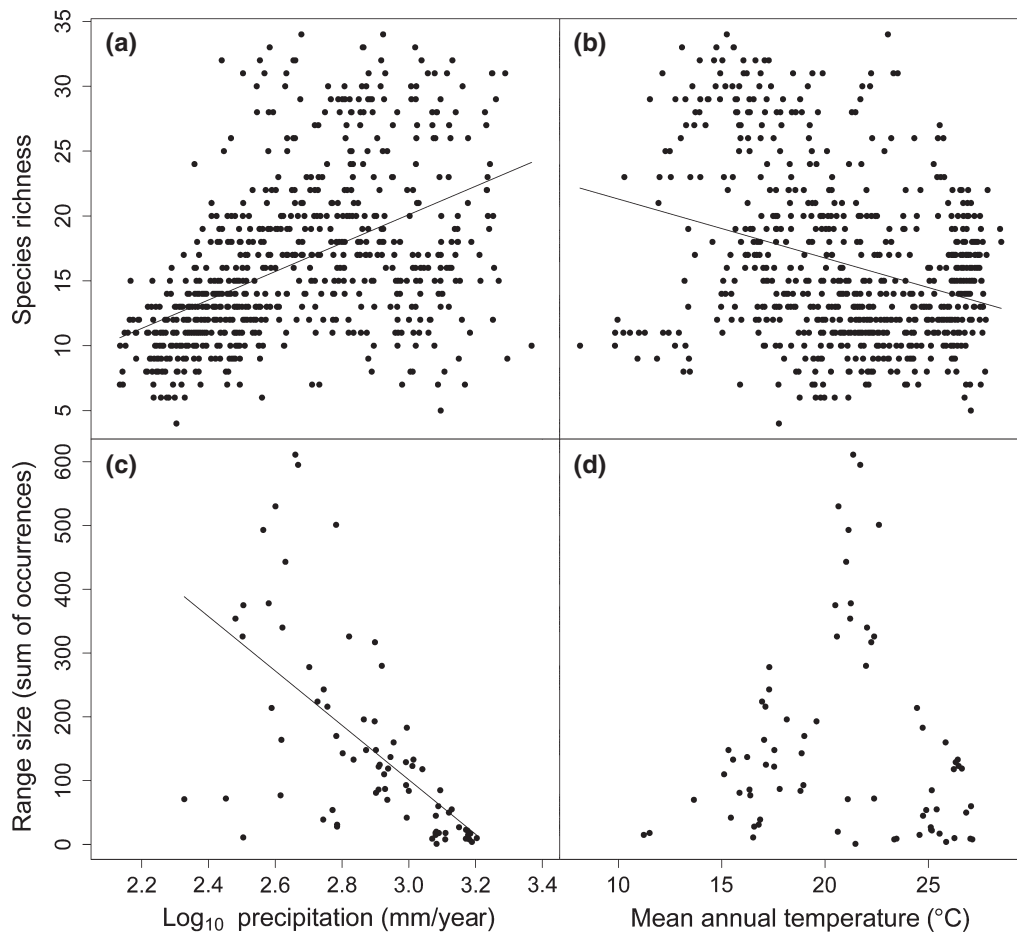 (a)
(b)
35
30
25
20
15
10
5
Species richness
(c)
(d)
600
500
400
300
200
100
0
Range size (sum of occurrences)
2.2 2.4 2.6 2.8 3.0 3.2 3.4
10 15 20 25
Log₁₀ precipitation (mm/year)
Mean annual temperature (°C)